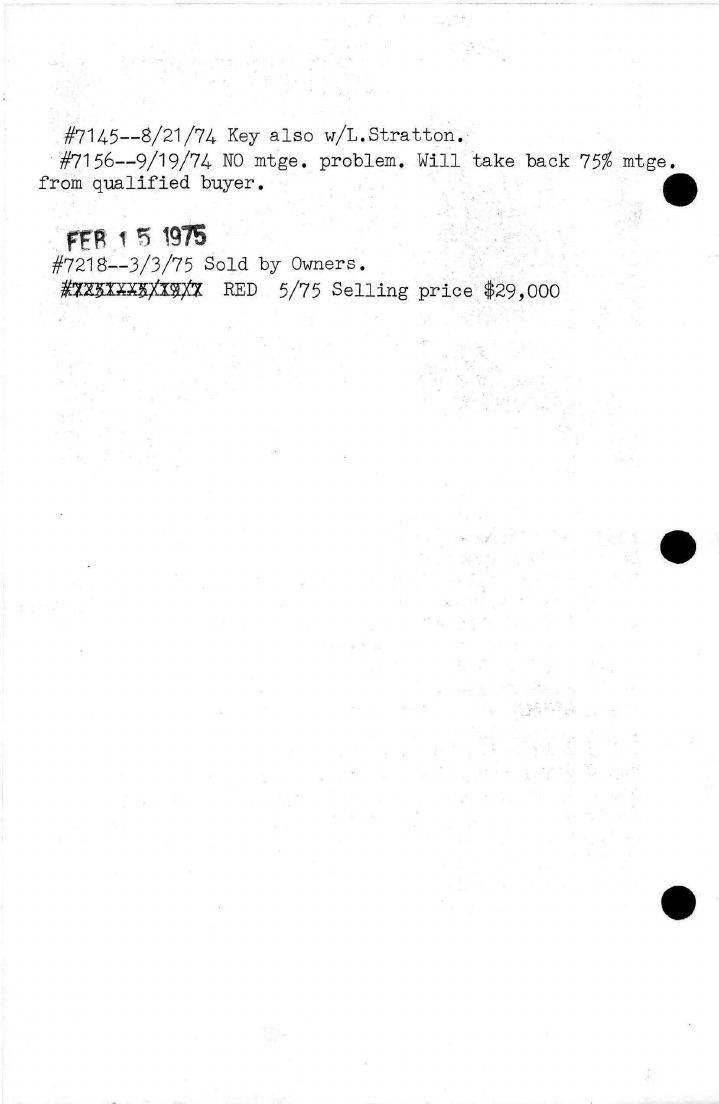 #7145--8/21/74 Key also w/L.Stratton.
#7156--9/19/74 NO mtge. problem. Will take back 75% mtge.
from qualified buyer.
FEB 15 1975
#7218--3/3/75 Sold by Owners.
RED 5/75 Selling price $29,000